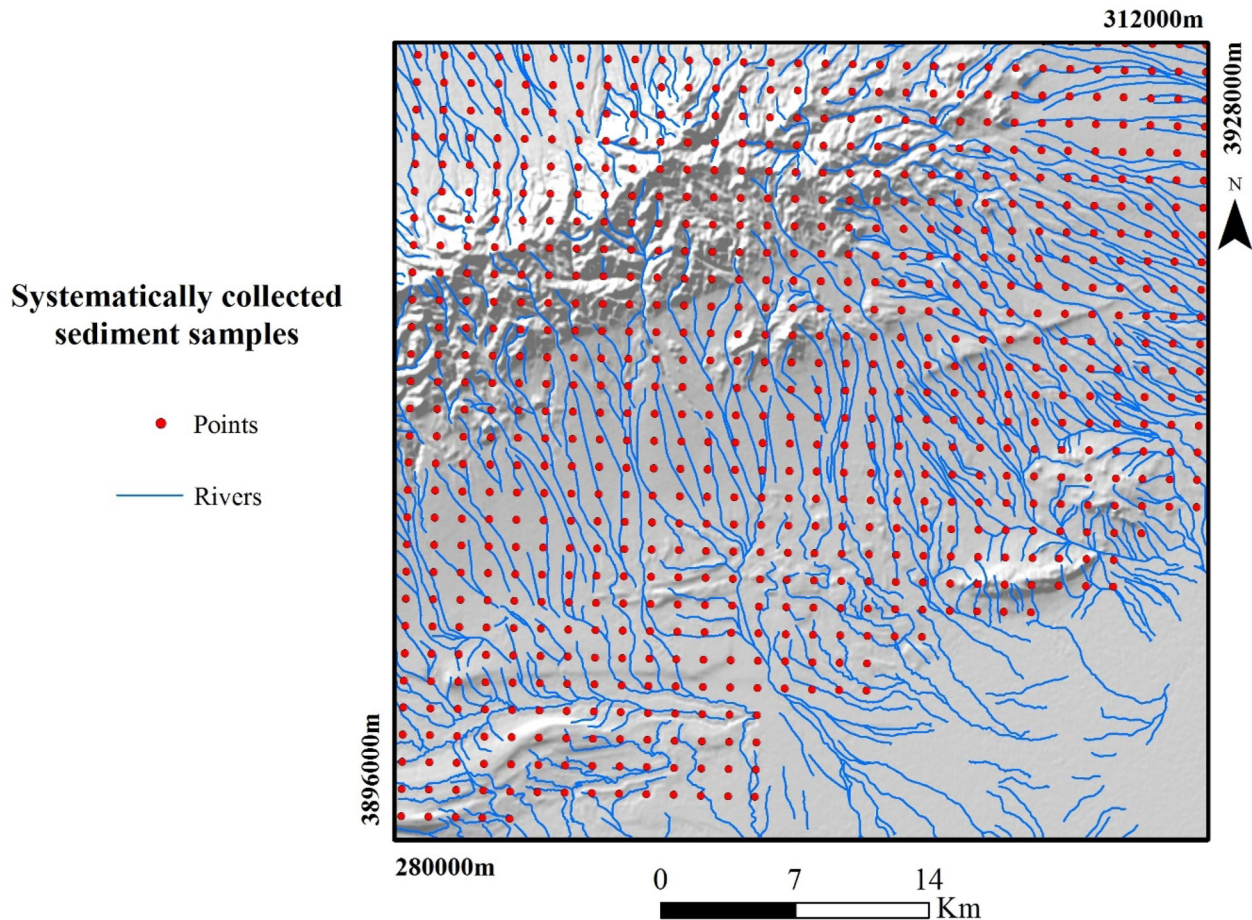 312000m
3928000m
N
Systematically collected
sediment samples
Points
Rivers
3896000m
280000m
0 7 14
Km